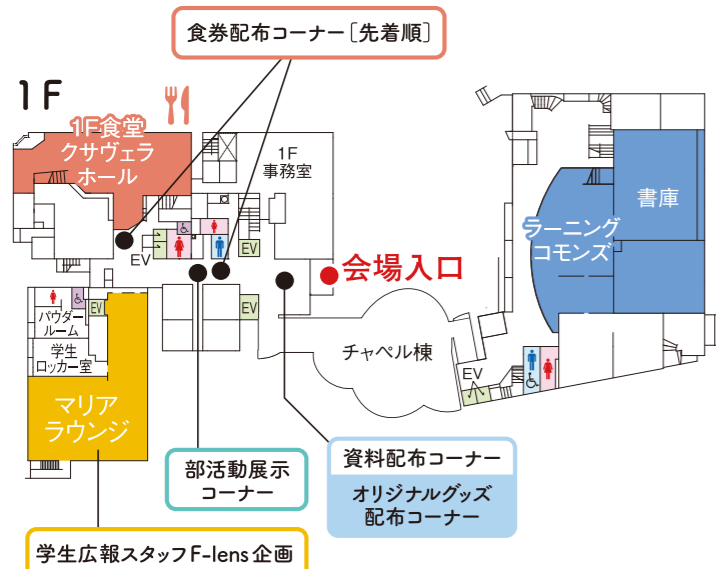 食券配布コーナー［先着順］
1F
1F食堂
クサヴェラ
ホール
1F
事務室
書庫
ラーニング
コモンズ
EV
EV
会場入口
EV
EV
パウダー
ルーム
学生
ロッカー室
チャペル棟
EV
マリア
ラウンジ
部活動展示
コーナー
資料配布コーナー
オリジナルグッズ
配布コーナー
学生広報スタッフF-lens企画